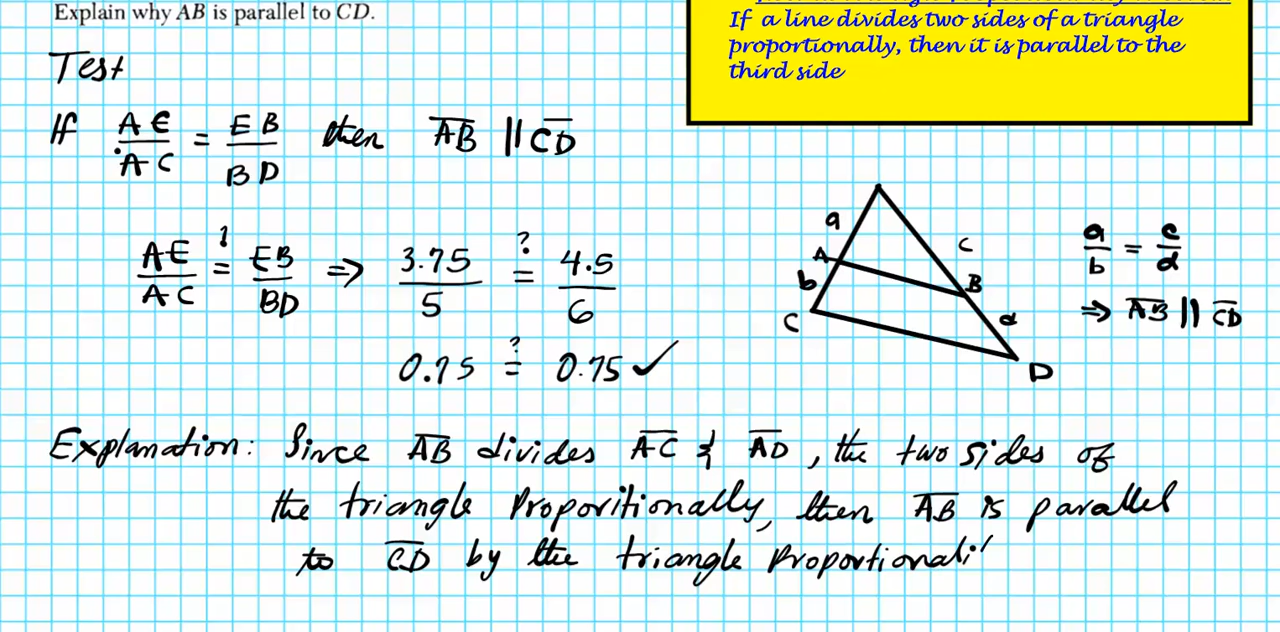 Explain why AB is parallel to CD.
If a line divides two sides of a triangle
proportionally, then it is parallel to the
third side
Test
If AE/AC = EB/BD then AB || CD
AE/AC ?= EB/BD ⇒ 3.75/5 ?= 4.5/6
0.75 ?= 0.75 ✓
a
A
b
C
c
B
d
D
a/b = c/d
⇒ AB || CD
Explanation: Since AB divides AC & AD, the two sides of
the triangle Proporitionally, then AB is parallel
to CD by the triangle Proportionali